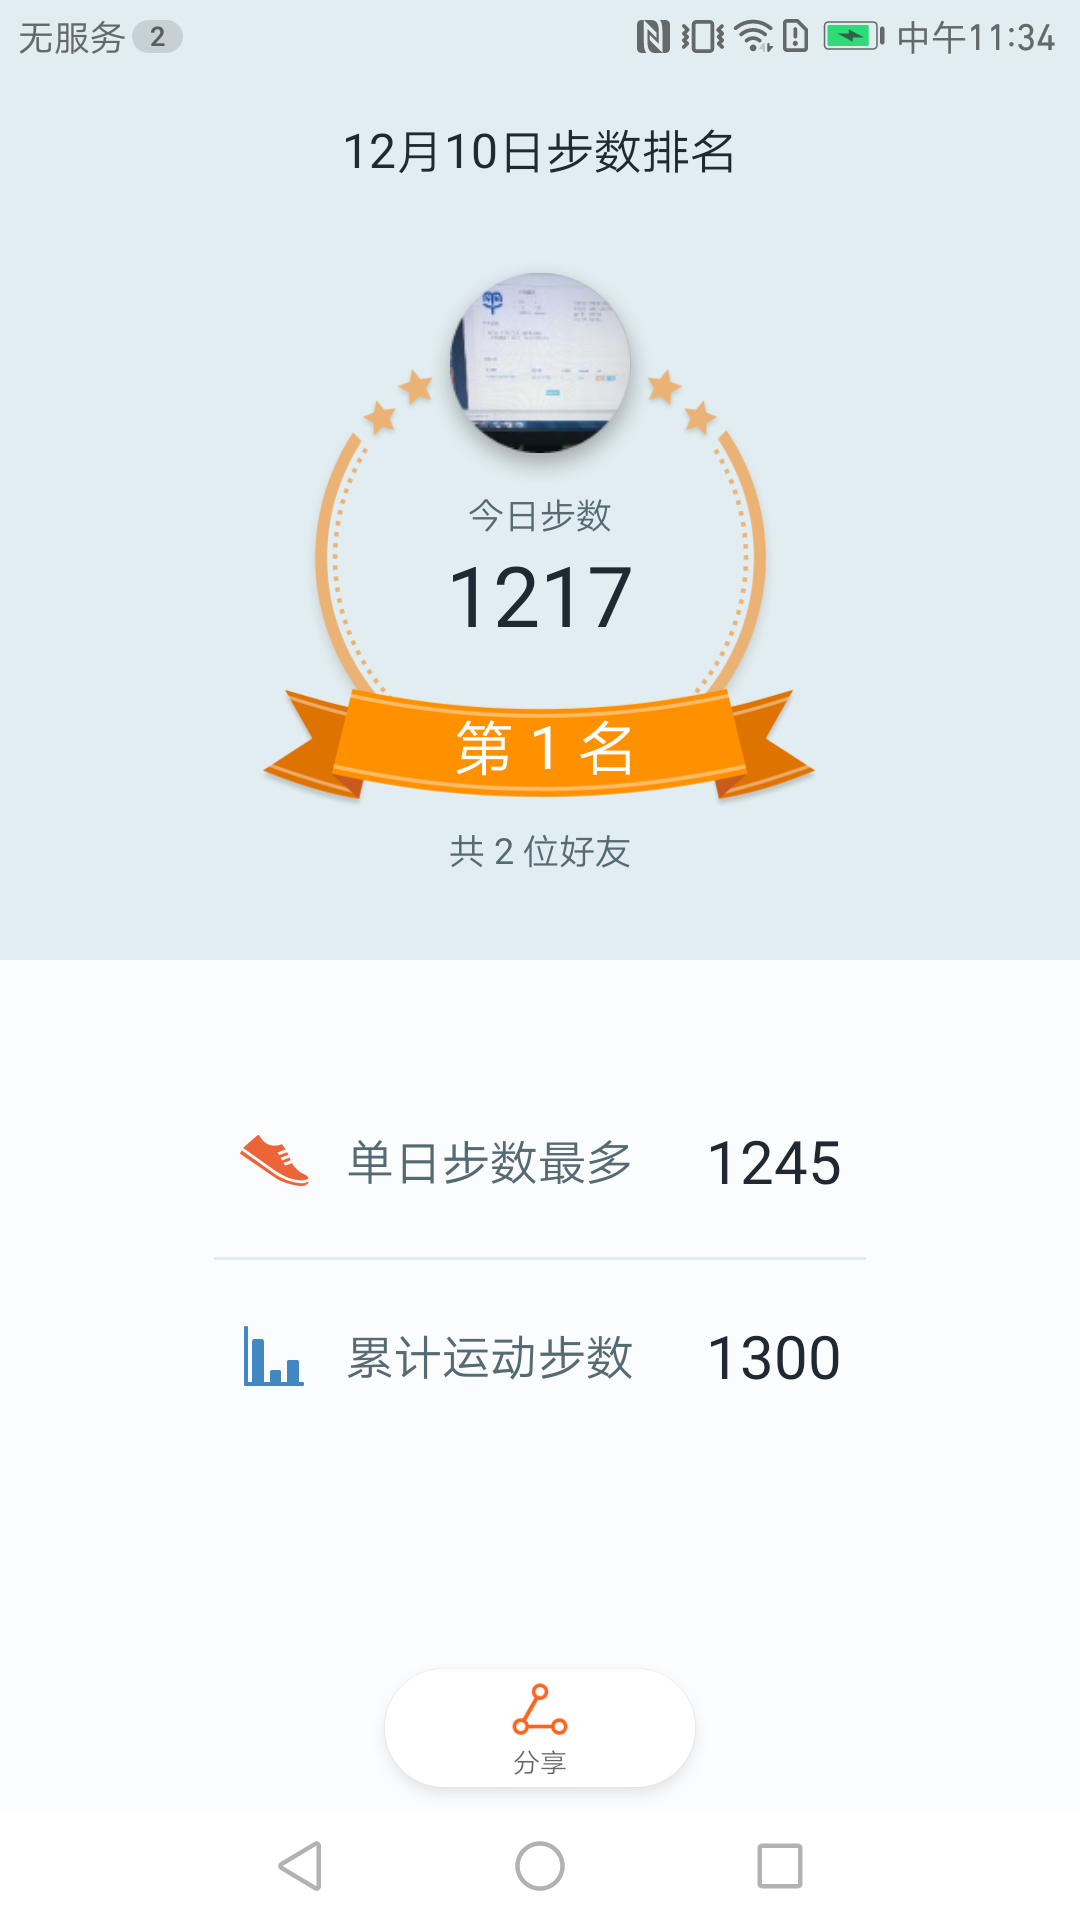 无服务 2 中午11:34
12月10日步数排名
今日步数
1217
第 1 名
共 2 位好友
单日步数最多 1245
累计运动步数 1300
分享